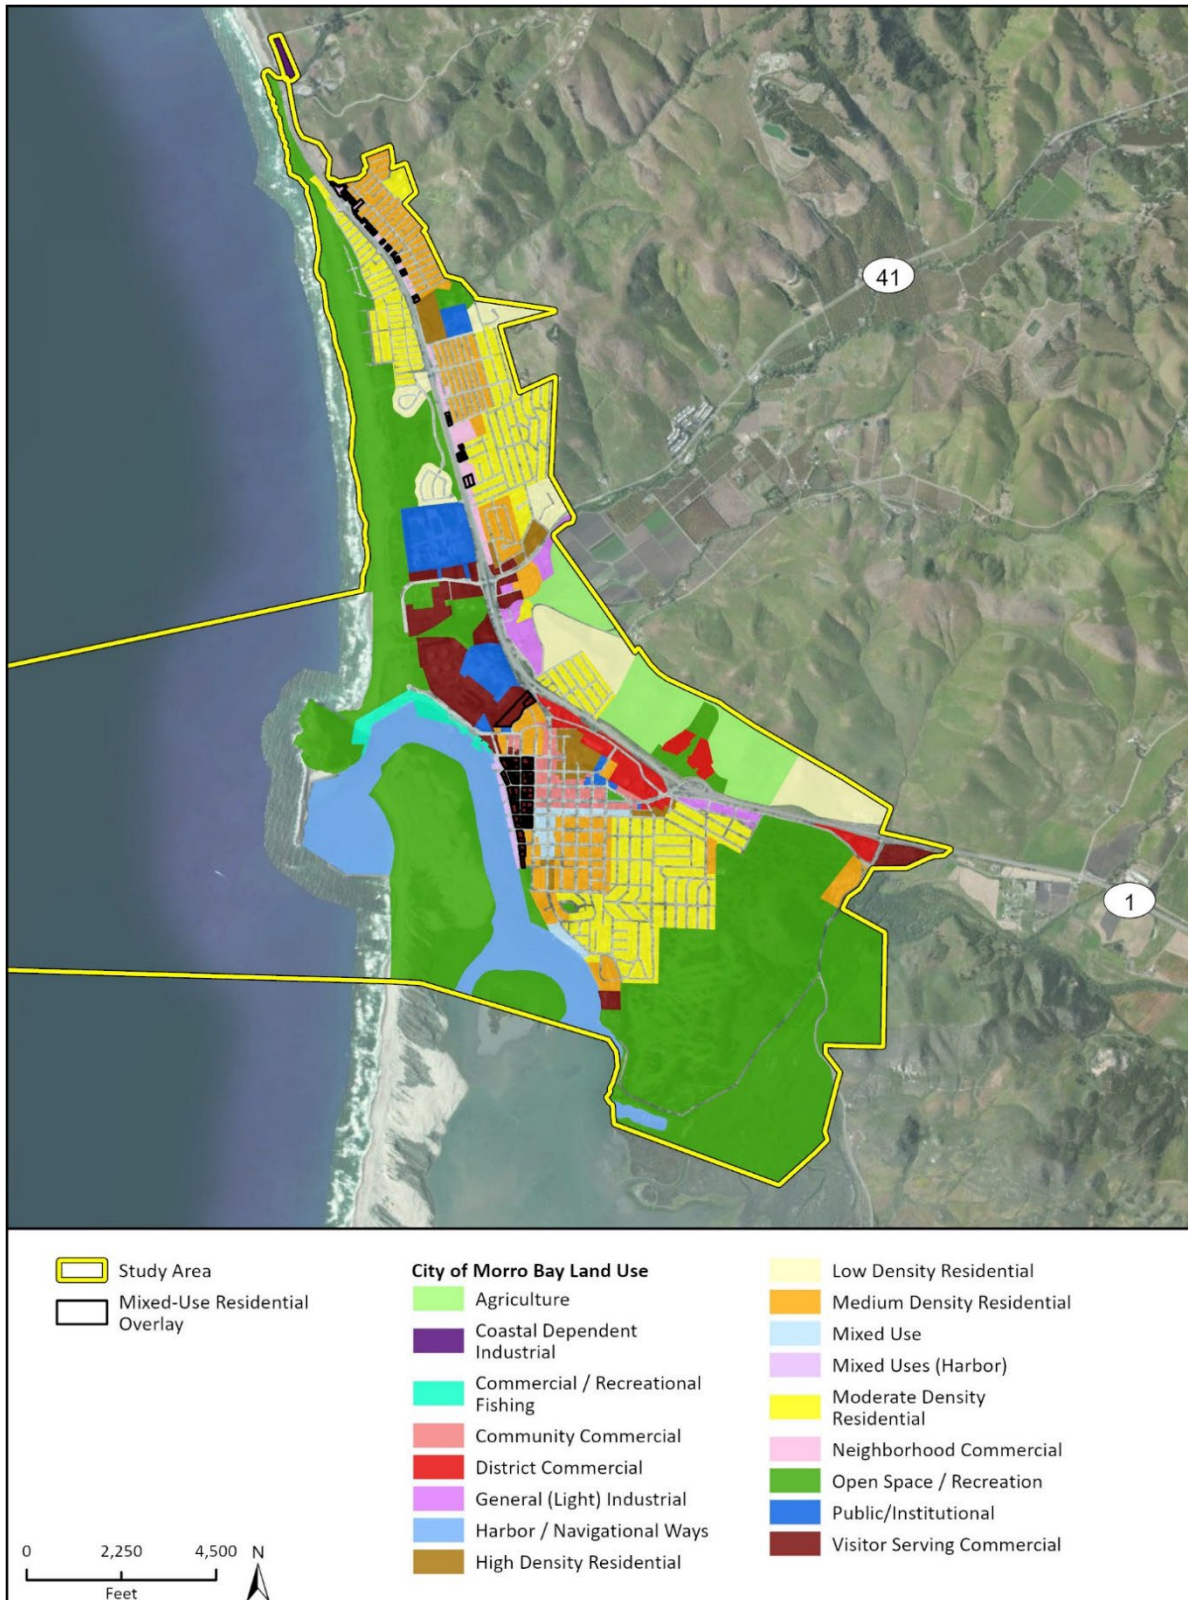 41
1
Study Area
Mixed-Use Residential
Overlay
City of Morro Bay Land Use
Agriculture
Coastal Dependent
Industrial
Commercial / Recreational
Fishing
Community Commercial
District Commercial
General (Light) Industrial
Harbor / Navigational Ways
High Density Residential
Low Density Residential
Medium Density Residential
Mixed Use
Mixed Uses (Harbor)
Moderate Density
Residential
Neighborhood Commercial
Open Space / Recreation
Public/Institutional
Visitor Serving Commercial
0 2,250 4,500 N
Feet